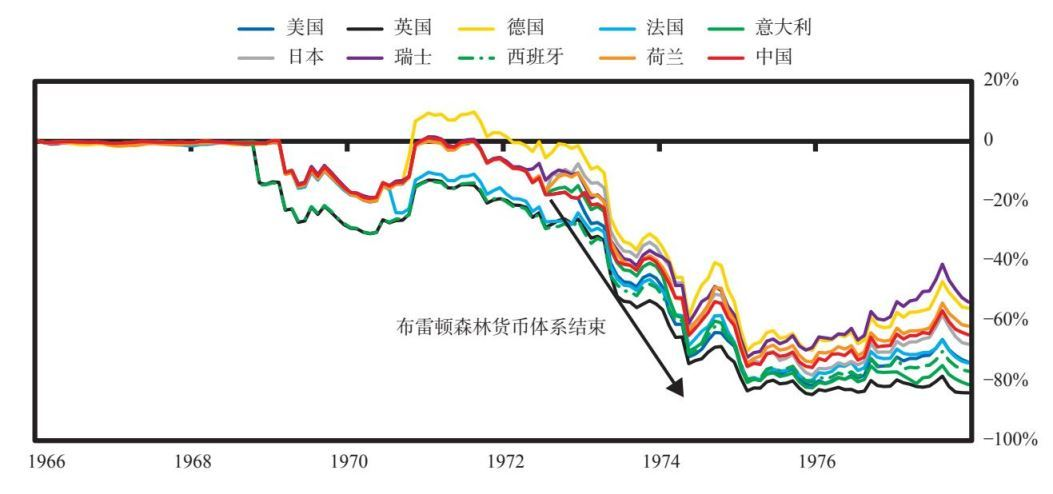 美国 英国 德国 法国 意大利
日本 瑞士 西班牙 荷兰 中国
20%
0
-20%
-40%
布雷顿森林货币体系结束
-60%
-80%
-100%
1966 1968 1970 1972 1974 1976